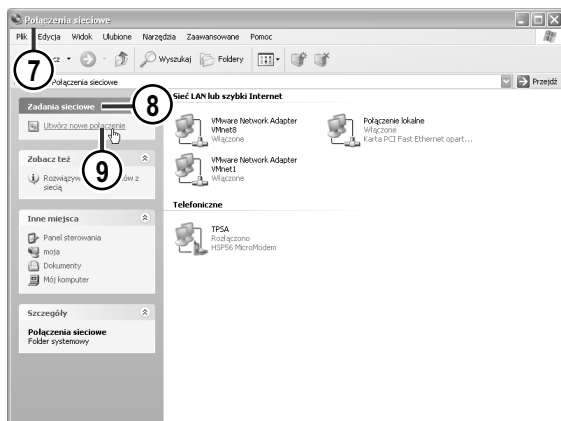 Połączenia sieciowe
Plik Edycja Widok Ulubione Narzędzia Zaawansowane Pomoc
Wyszukaj Foldery
7
Połączenia sieciowe Przejdź
Zadania sieciowe
8
Utwórz nowe połączenie
9
Zobacz też
siecią
Inne miejsca
Panel sterowania
moja
Dokumenty
Mój komputer
Szczegóły
Połączenia sieciowe
Folder systemowy
Sieć LAN lub szybki Internet
VMware Network Adapter
VMnet8
Włączone
Połączenie lokalne
Włączone
Karta PCI Fast Ethernet opart...
VMware Network Adapter
VMnet1
Włączone
Telefoniczne
TPSA
Rozłączono
HSP56 MicroModem